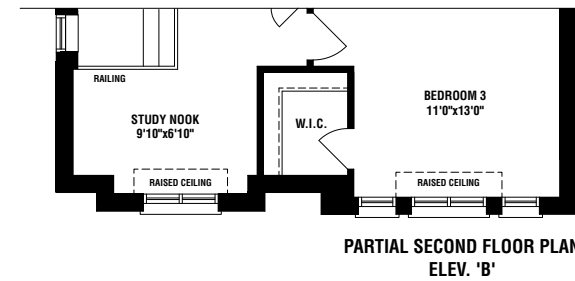 RAILING
STUDY NOOK
9'10"x6'10"
RAISED CEILING
W.I.C.
BEDROOM 3
11'0"x13'0"
RAISED CEILING
PARTIAL SECOND FLOOR PLAN
ELEV. 'B'